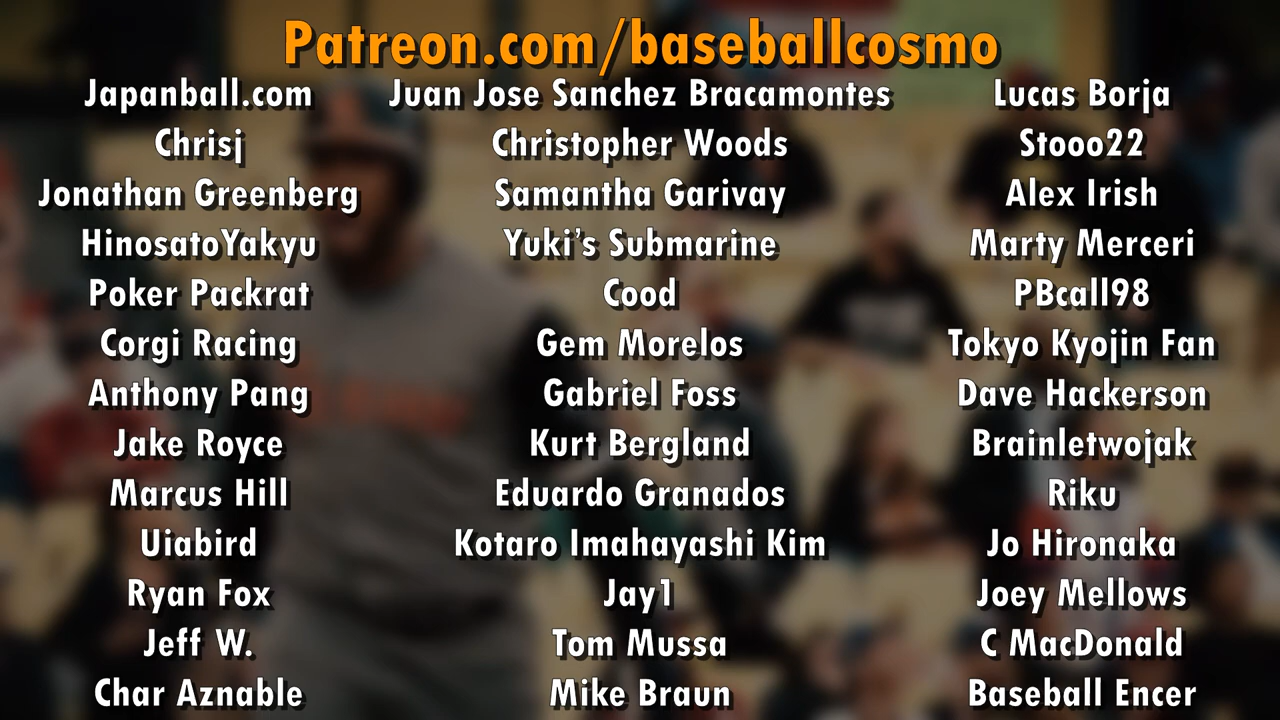 Patreon.com/baseballcosmo
Japanball.com
Chrisj
Jonathan Greenberg
HinosatoYakyu
Poker Packrat
Corgi Racing
Anthony Pang
Jake Royce
Marcus Hill
Uiabird
Ryan Fox
Jeff W.
Char Aznable
Juan Jose Sanchez Bracamontes
Christopher Woods
Samantha Garivay
Yuki's Submarine
Cood
Gem Morelos
Gabriel Foss
Kurt Bergland
Eduardo Granados
Kotaro Imahayashi Kim
Jay1
Tom Mussa
Mike Braun
Lucas Borja
Stooo22
Alex Irish
Marty Merceri
PBcall98
Tokyo Kyojin Fan
Dave Hackerson
Brainletwojak
Riku
Jo Hironaka
Joey Mellows
C MacDonald
Baseball Encer